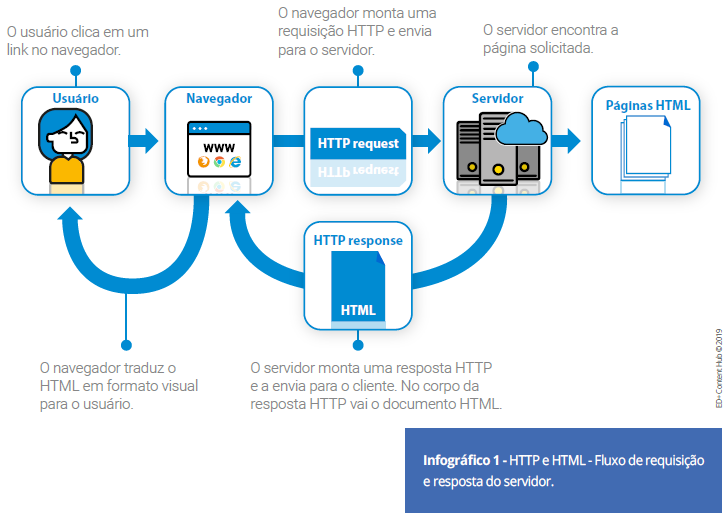 O usuário clica em um
link no navegador.
O navegador monta uma
requisição HTTP e envia
para o servidor.
O servidor encontra a
página solicitada.
Usuário
Navegador
WWW
HTTP request
HTTP request
Servidor
Páginas HTML
HTTP response
HTML
O navegador traduz o
HTML em formato visual
para o usuário.
O servidor monta uma resposta HTTP
e a envia para o cliente. No corpo da
resposta HTTP vai o documento HTML.
ED+ Content Hub © 2019
Infográfico 1 - HTTP e HTML - Fluxo de requisição
e resposta do servidor.